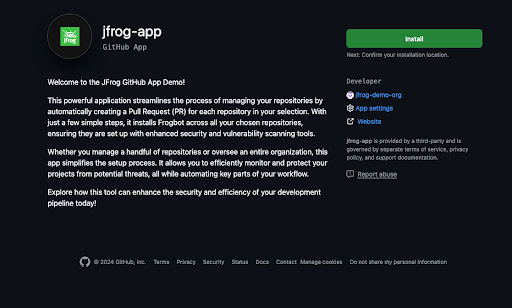 JFrog
jfrog-app
GitHub App
Welcome to the JFrog GitHub App Demo!
This powerful application streamlines the process of managing your repositories by
automatically creating a Pull Request (PR) for each repository in your selection. With
just a few simple steps, it installs Frogbot across all your chosen repositories,
ensuring they are set up with enhanced security and vulnerability scanning tools.
Whether you manage a handful of repositories or oversee an entire organization, this
app simplifies the setup process. It allows you to efficiently monitor and protect your
projects from potential threats, all while automating key parts of your workflow.
Explore how this tool can enhance the security and efficiency of your development
pipeline today!
Install
Next: Confirm your installation location.
Developer
jfrog-demo-org
App settings
Website
jfrog-app is provided by a third-party and is
governed by separate terms of service, privacy
policy, and support documentation.
Report abuse
© 2024 GitHub, Inc. Terms Privacy Security Status Docs Contact Manage cookies Do not share my personal information